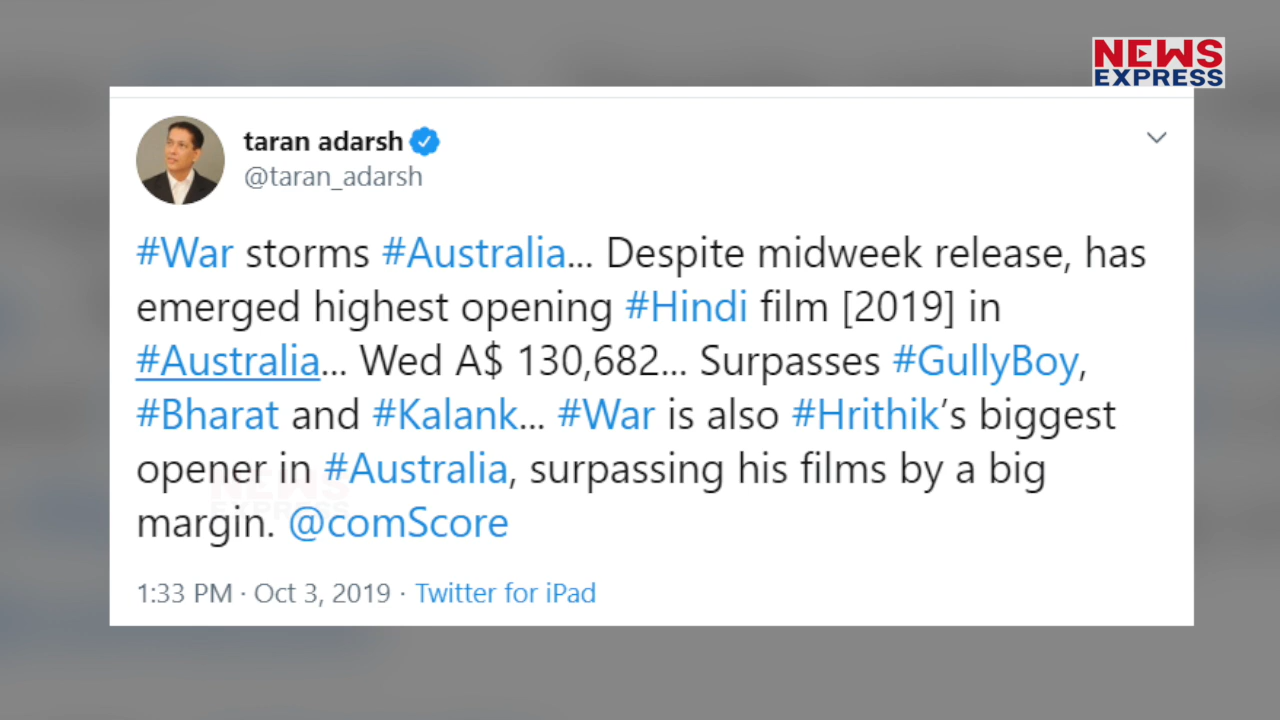 NEWS
EXPRESS
taran adarsh
@taran_adarsh
#War storms #Australia... Despite midweek release, has
emerged highest opening #Hindi film [2019] in
#Australia... Wed A$ 130,682... Surpasses #GullyBoy,
#Bharat and #Kalank... #War is also #Hrithik’s biggest
opener in #Australia, surpassing his films by a big
margin. @comScore
NEWS
EXPRESS
1:33 PM · Oct 3, 2019 · Twitter for iPad